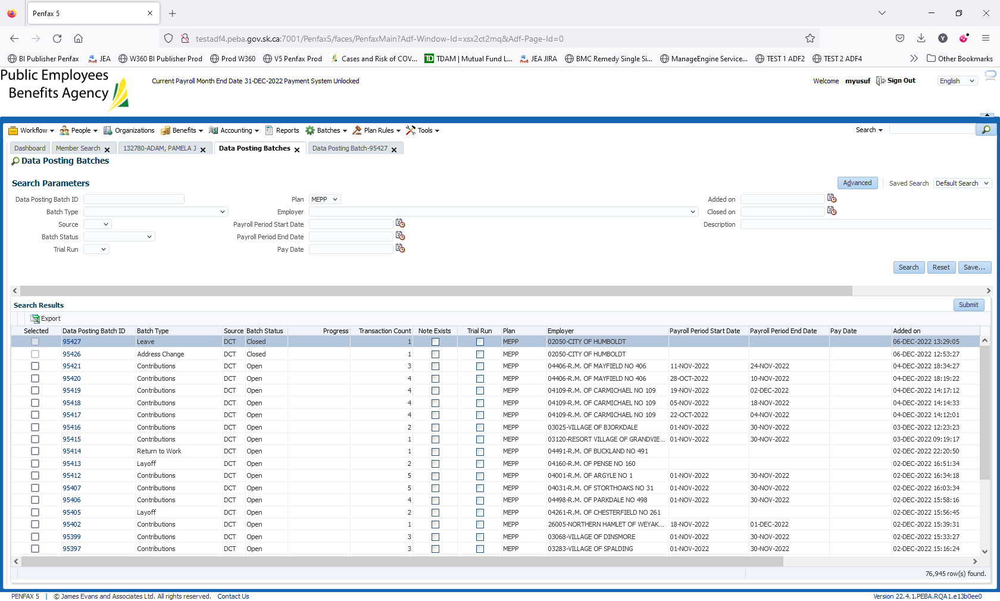 Penfax 5
testadf4.peba.gov.sk.ca:7001/Penfax5/faces/PenfaxMain?Adf-Window-Id=xsx2ct2mq&Adf-Page-Id=0
BI Publisher Penfax JEA W360 BI Publisher Prod Prod W360 V5 Penfax Prod Cases and Risk of COV... TD TDAM | Mutual Fund L... JEA JIRA BMC Remedy Single Si... ManageEngine Service... TEST 1 ADF2 TEST 2 ADF4 Other Bookmarks
Public Employees
Benefits Agency
Current Payroll Month End Date 31-DEC-2022 Payment System Unlocked
Welcome myusuf Sign Out English
Workflow People Organizations Benefits Accounting Reports Batches Plan Rules Tools Search
Dashboard Member Search 132780-ADAM, PAMELA J Data Posting Batches Data Posting Batch-95427
Data Posting Batches
Search Parameters Advanced Saved Search Default Search
Data Posting Batch ID Plan MEPP Added on
Batch Type Employer Closed on
Source Payroll Period Start Date Description
Batch Status Payroll Period End Date
Trial Run Pay Date
Search Reset Save...
Search Results Submit
Export
Selected Data Posting Batch ID Batch Type Source Batch Status Progress Transaction Count Note Exists Trial Run Plan Employer Payroll Period Start Date Payroll Period End Date Pay Date Added on
95427 Leave DCT Closed 1 MEPP 02050-CITY OF HUMBOLDT 06-DEC-2022 13:29:05
95426 Address Change DCT Closed 1 MEPP 02050-CITY OF HUMBOLDT 06-DEC-2022 12:53:27
95421 Contributions DCT Open 3 MEPP 04406-R.M. OF MAYFIELD NO 406 11-NOV-2022 24-NOV-2022 04-DEC-2022 18:34:27
95420 Contributions DCT Open 4 MEPP 04406-R.M. OF MAYFIELD NO 406 28-OCT-2022 10-NOV-2022 04-DEC-2022 18:19:22
95419 Contributions DCT Open 4 MEPP 04109-R.M. OF CARMICHAEL NO 109 19-NOV-2022 02-DEC-2022 04-DEC-2022 14:17:12
95418 Contributions DCT Open 4 MEPP 04109-R.M. OF CARMICHAEL NO 109 05-NOV-2022 18-NOV-2022 04-DEC-2022 14:14:33
95417 Contributions DCT Open 4 MEPP 04109-R.M. OF CARMICHAEL NO 109 22-OCT-2022 04-NOV-2022 04-DEC-2022 14:12:01
95416 Contributions DCT Open 2 MEPP 03025-VILLAGE OF BJORKDALE 01-NOV-2022 30-NOV-2022 03-DEC-2022 12:23:23
95415 Contributions DCT Open 1 MEPP 03120-RESORT VILLAGE OF GRANDVIE... 01-NOV-2022 30-NOV-2022 03-DEC-2022 09:19:17
95414 Return to Work DCT Open 1 MEPP 04491-R.M. OF BUCKLAND NO 491 02-DEC-2022 22:20:50
95413 Layoff DCT Open 2 MEPP 04160-R.M. OF PENSE NO 160 02-DEC-2022 16:51:34
95412 Contributions DCT Open 5 MEPP 04001-R.M. OF ARGYLE NO 1 01-NOV-2022 30-NOV-2022 02-DEC-2022 16:34:18
95407 Contributions DCT Open 5 MEPP 04031-R.M. OF STORTHOAKS NO 31 01-NOV-2022 30-NOV-2022 02-DEC-2022 16:03:34
95406 Contributions DCT Open 4 MEPP 04498-R.M. OF PARKDALE NO 498 01-NOV-2022 30-NOV-2022 02-DEC-2022 15:58:16
95405 Layoff DCT Open 2 MEPP 04261-R.M. OF CHESTERFIELD NO 261 02-DEC-2022 15:56:45
95402 Contributions DCT Open 1 MEPP 26005-NORTHERN HAMLET OF WEYAK... 18-NOV-2022 01-DEC-2022 02-DEC-2022 15:39:31
95399 Contributions DCT Open 3 MEPP 03068-VILLAGE OF DINSMORE 01-NOV-2022 30-NOV-2022 02-DEC-2022 15:33:27
95397 Contributions DCT Open 3 MEPP 03283-VILLAGE OF SPALDING 01-NOV-2022 30-NOV-2022 02-DEC-2022 15:16:24
76,945 row(s) found.
PENFAX 5 | © James Evans and Associates Ltd. All rights reserved. Contact Us Version 22.4.1.PEBA.RQA1.e13b0ee0